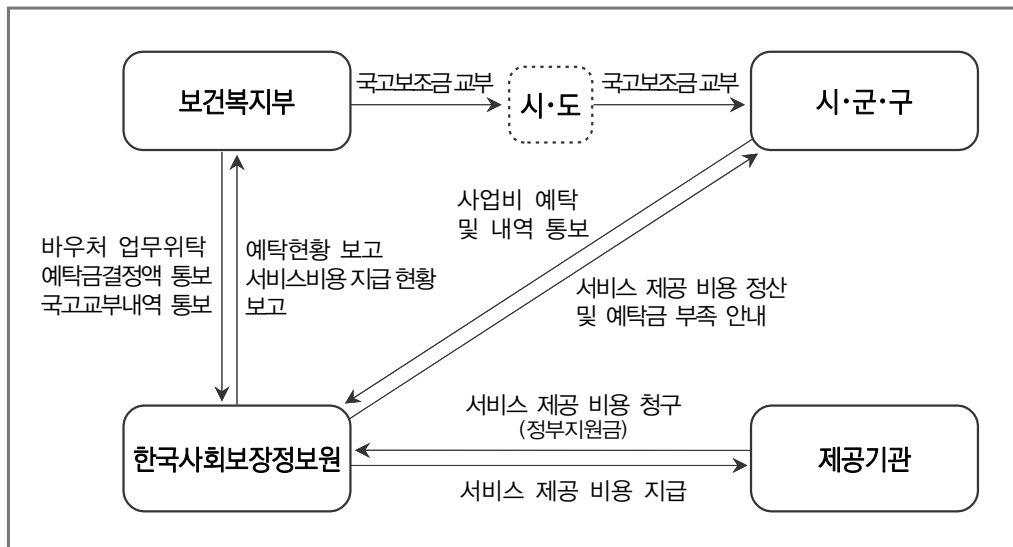 보건복지부
국고보조금 교부
시·도
국고보조금 교부
시·군·구
사업비 예탁
및 내역 통보
바우처 업무위탁
예탁금결정액 통보
국고교부내역 통보
예탁현황 보고
서비스비용 지급 현황
보고
서비스 제공 비용 정산
및 예탁금 부족 안내
한국사회보장정보원
서비스 제공 비용 청구
(정부지원금)
서비스 제공 비용 지급
제공기관